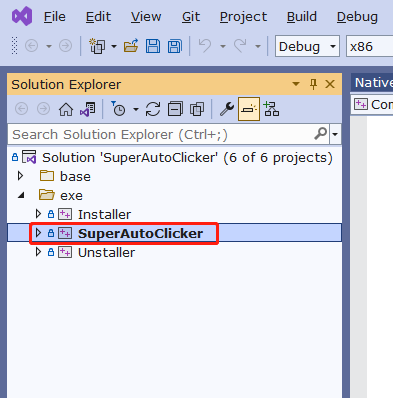 File Edit View Git Project Build Debug
Debug x86
Solution Explorer
Native
Search Solution Explorer (Ctrl+;)
Com
Solution 'SuperAutoClicker' (6 of 6 projects)
base
exe
Installer
SuperAutoClicker
Unstaller